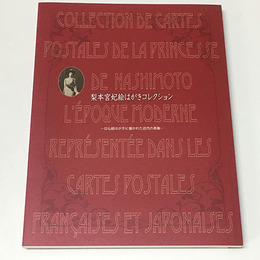 COLLECTION DE CARTES
POSTALES DE LA PRINCESSE
DE NASHIMOTO
梨本宮妃絵はがきコレクション
L'ÉPOQUE MODERNE
REPRÉSENTÉE DANS LES
CARTES POSTALES
FRANÇAISES ET JAPONAISES